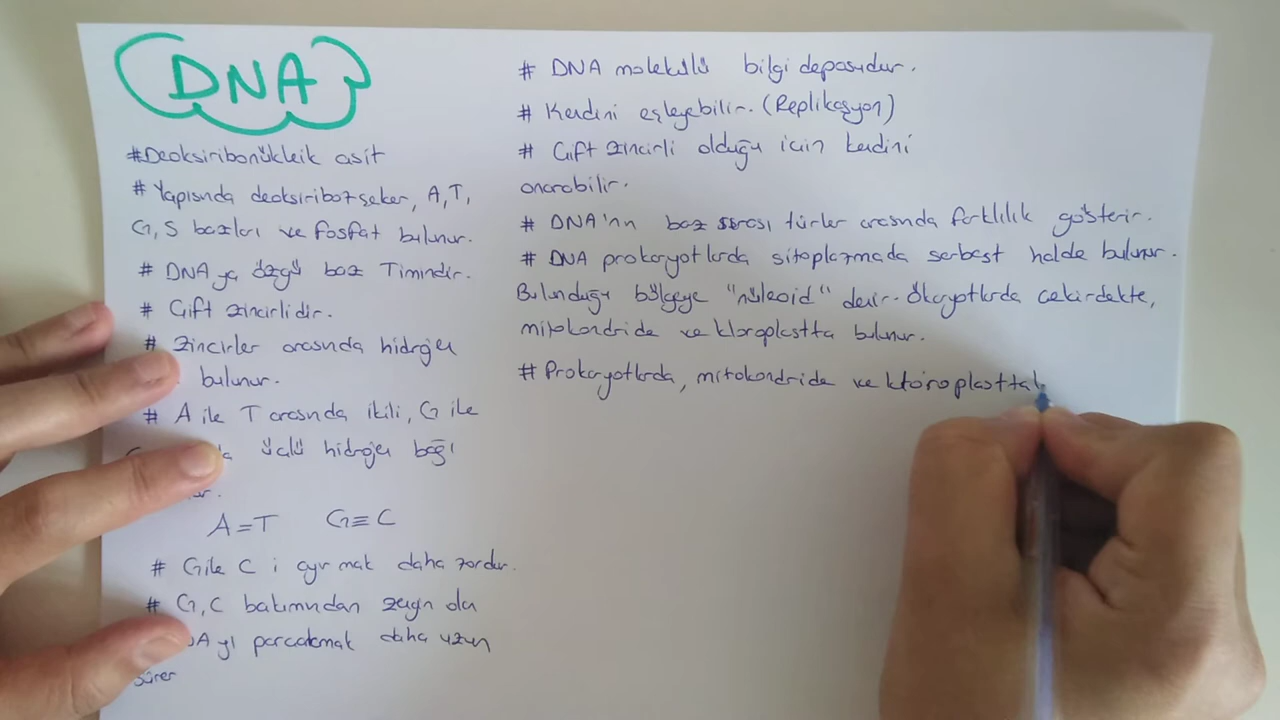 DNA
#Deoksiribonükleik asit
# Yapısında deoksiriboz şeker, A,T,
G,S bazları ve fosfat bulunur.
# DNA ya özgü baz Timindir.
# Çift zincirlidir.
# Zincirler arasında hidrojen
bulunur.
# A ile T arasında ikili, G ile
üçlü hidrojen bağı
A=T G≡C
# G ile C i ayırmak daha zordur.
# G,C bakımından zengin olan
yı parçalamak daha uzun
sürer
# DNA molekülü bilgi deposudur.
# Kendini eşleyebilir. (Replikasyon)
# Çift zincirli olduğu için kendini
onarabilir.
# DNA'nın baz sırası türler arasında farklılık gösterir.
# DNA prokaryotlarda sitoplazmada serbest halde bulunur.
Bulunduğu bölgeye "nükleoid" denir. Ökaryotlarda çekirdekte,
mitokondride ve kloroplastta bulunur.
# Prokaryotlarda, mitokondride ve kloroplastta